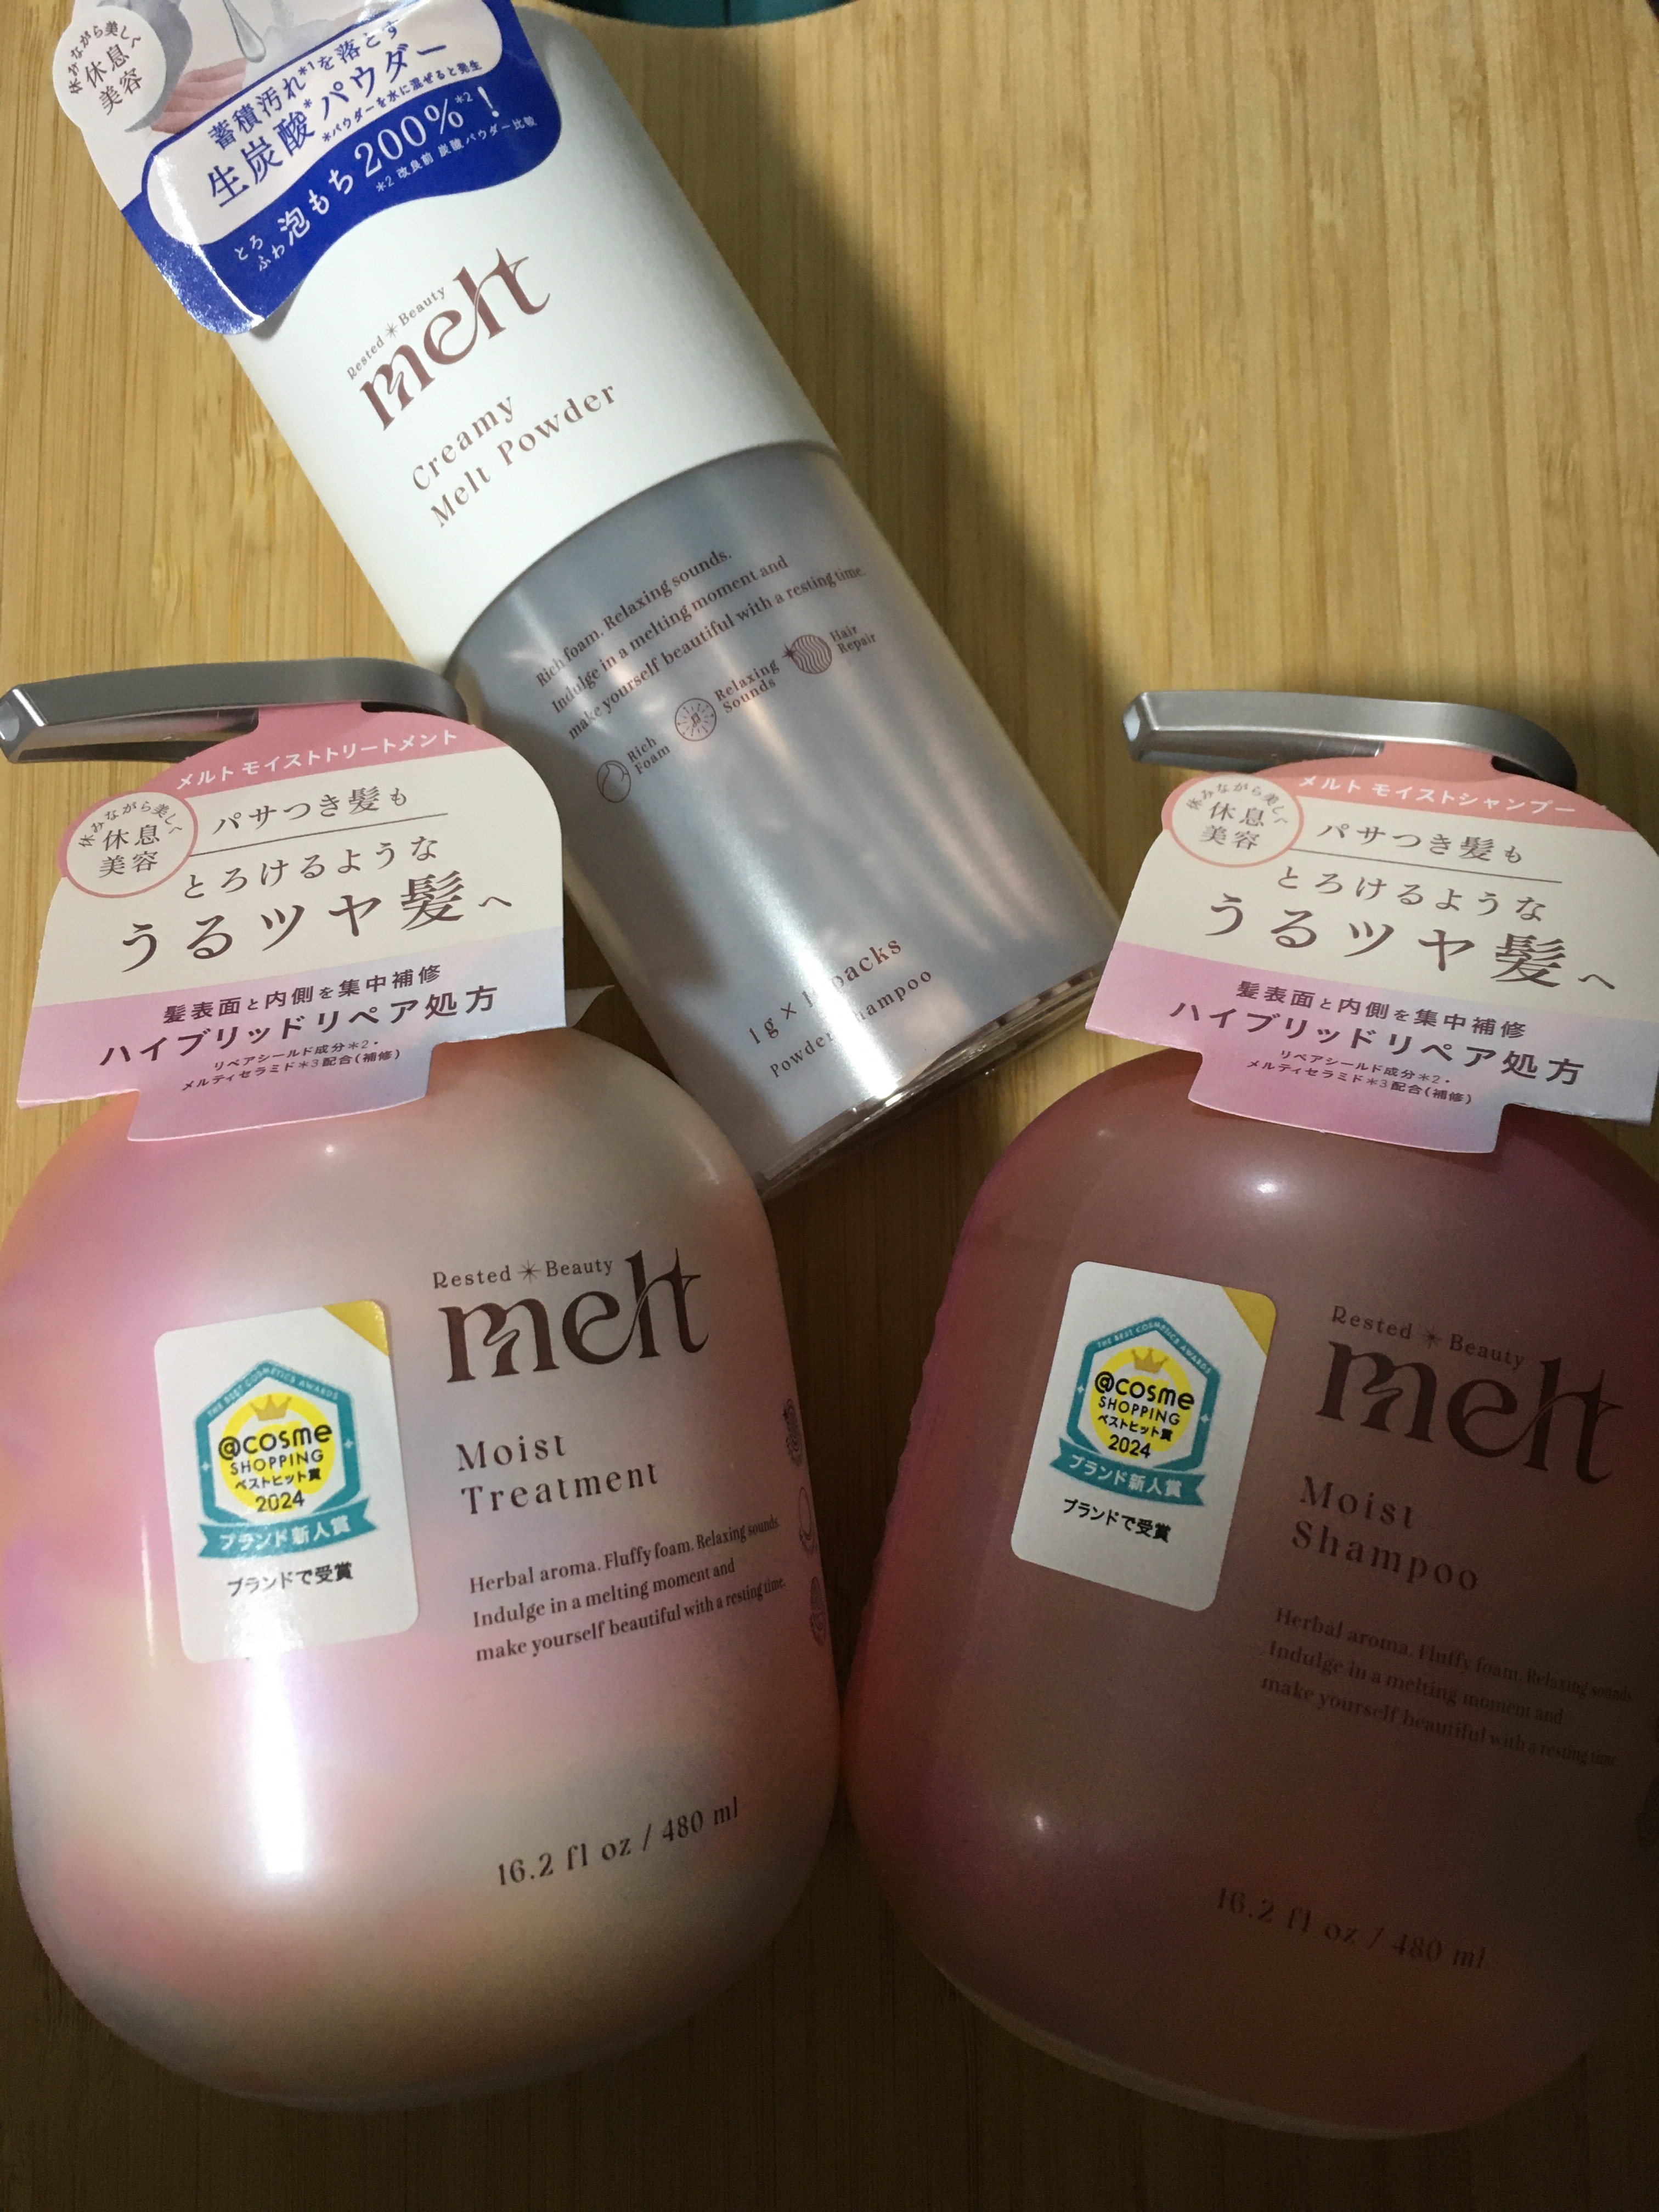 休みながら美しく
休息
美容
蓄積汚れ*1を落とす
生炭酸*パウダー
*パウダーを水に混ぜると発生
とろ
ふわ
泡もち200%*2!
*2 改良前 炭酸パウダー比較
Rested Beauty
melt
Creamy
Melt Powder
Rich foam. Relaxing sounds.
Indulge in a melting moment and
make yourself beautiful with a resting time.
Rich
Foam
Relaxing
Sounds
Hair
Repair
1g×
packs
Powder Shampoo
メルト モイストトリートメント
休みながら美しく
休息
美容
パサつき髪も
とろけるような
うるツヤ髪へ
髪表面と内側を集中補修
ハイブリッドリペア処方
リペアシールド成分*2・
メルティセラミド*3配合(補修)
Rested Beauty
melt
THE BEST COSMETICS AWARDS
@cosme
SHOPPING
ベストヒット賞
2024
ブランド新人賞
ブランドで受賞
Moist
Treatment
Herbal aroma. Fluffy foam. Relaxing sounds.
Indulge in a melting moment and
make yourself beautiful with a resting time.
16.2 fl oz / 480 ml
メルト モイストシャンプー
休みながら美しく
休息
美容
パサつき髪も
とろけるような
うるツヤ髪へ
髪表面と内側を集中補修
ハイブリッドリペア処方
リペアシールド成分*2・
メルティセラミド*3配合(補修)
Rested Beauty
melt
THE BEST COSMETICS AWARDS
@cosme
SHOPPING
ベストヒット賞
2024
ブランド新人賞
ブランドで受賞
Moist
Shampoo
Herbal aroma. Fluffy foam. Relaxing sounds.
Indulge in a melting moment and
make yourself beautiful with a resting time.
16.2 fl oz / 480 ml